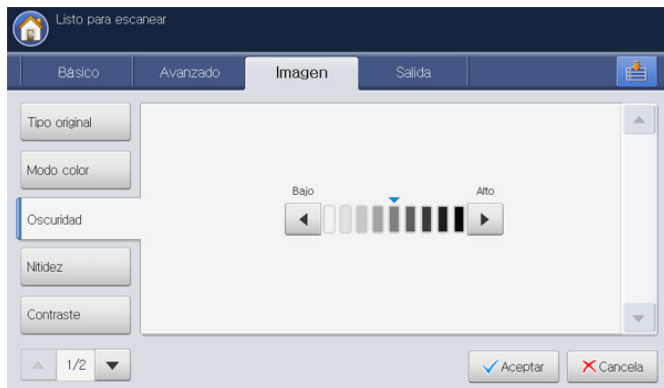 Listo para escanear
Básico Avanzado Imagen Salida
Tipo original
Modo color
Bajo Alto
Oscuridad
Nitidez
Contraste
1/2 Aceptar Cancela